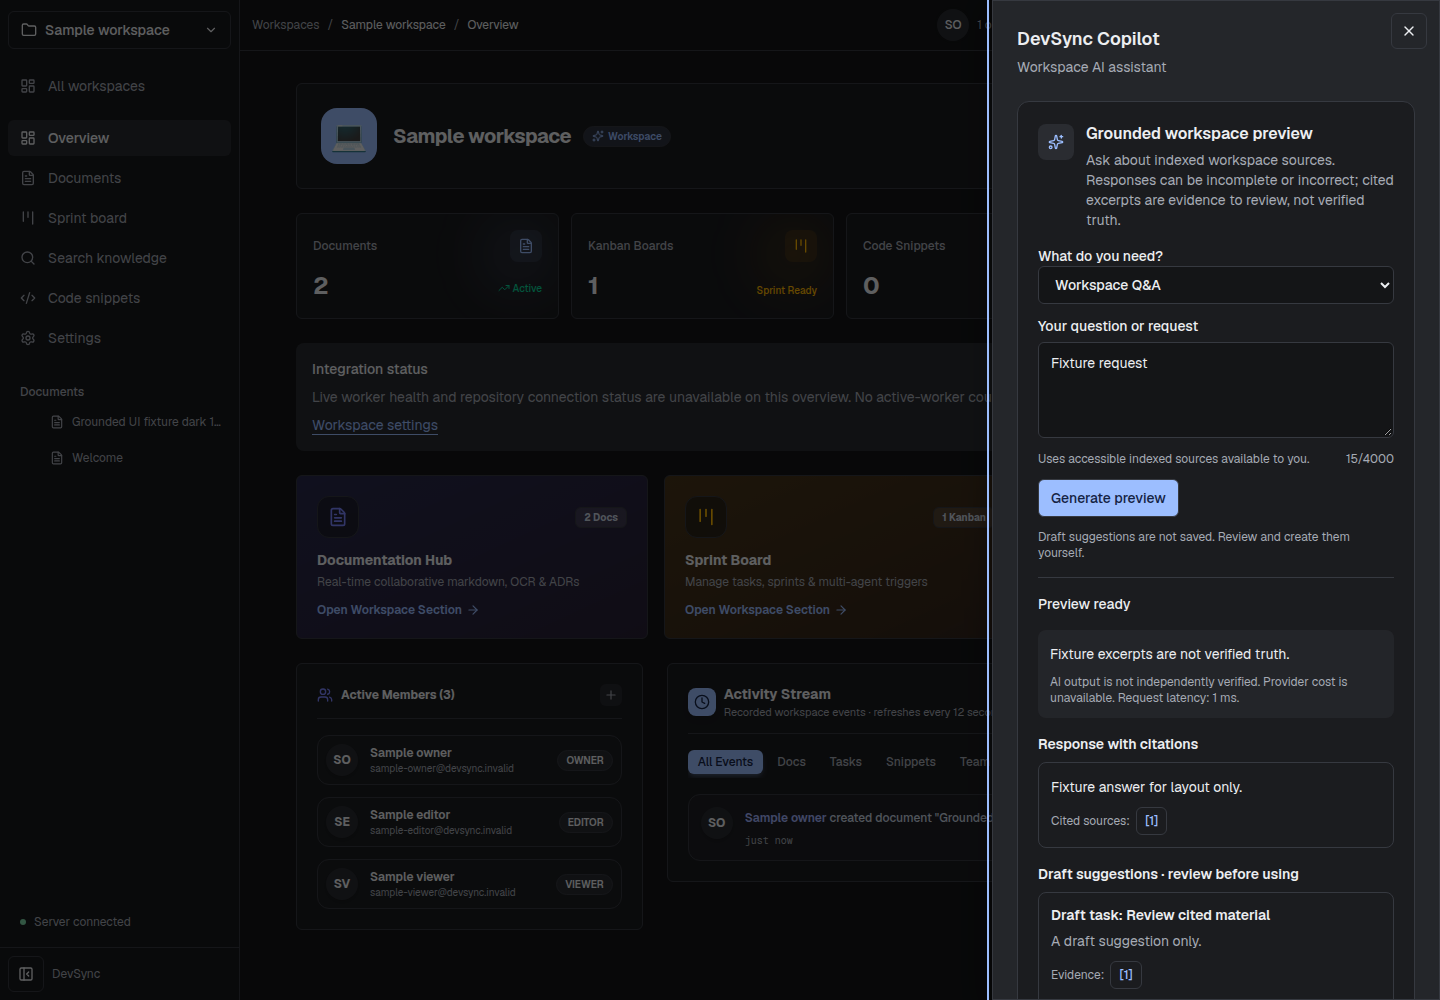 Sample workspace
All workspaces
Overview
Documents
Sprint board
Search knowledge
Code snippets
Settings
Documents
Grounded UI fixture dark 1...
Welcome
Server connected
DevSync
Workspaces / Sample workspace / Overview
SO
Sample workspace
Workspace
Documents
2
Active
Kanban Boards
1
Sprint Ready
Code Snippets
0
Integration status
Live worker health and repository connection status are unavailable on this overview. No active-worker
Workspace settings
2 Docs
Documentation Hub
Real-time collaborative markdown, OCR & ADRs
Open Workspace Section
1 Kanban
Sprint Board
Manage tasks, sprints & multi-agent triggers
Open Workspace Section
Active Members (3)
SO
Sample owner
sample-owner@devsync.invalid
OWNER
SE
Sample editor
sample-editor@devsync.invalid
EDITOR
SV
Sample viewer
sample-viewer@devsync.invalid
VIEWER
Activity Stream
Recorded workspace events · refreshes every 12
All Events
Docs
Tasks
Snippets
Team
SO
Sample owner created document
just now
DevSync Copilot
Workspace AI assistant
Grounded workspace preview
Ask about indexed workspace sources.
Responses can be incomplete or incorrect; cited
excerpts are evidence to review, not verified
truth.
What do you need?
Workspace Q&A
Your question or request
Fixture request
Uses accessible indexed sources available to you.
15/4000
Generate preview
Draft suggestions are not saved. Review and create them
yourself.
Preview ready
Fixture excerpts are not verified truth.
AI output is not independently verified. Provider cost is
unavailable. Request latency: 1 ms.
Response with citations
Fixture answer for layout only.
Cited sources: [1]
Draft suggestions · review before using
Draft task: Review cited material
A draft suggestion only.
Evidence: [1]